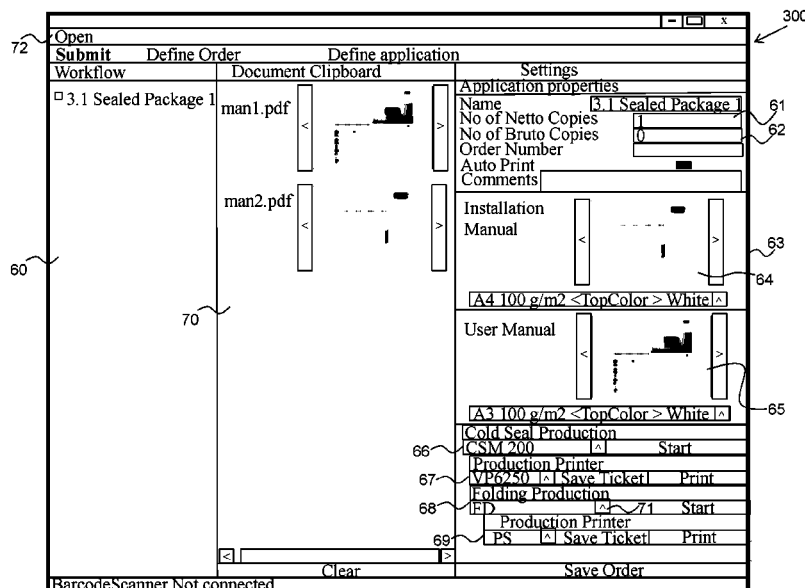 300
72
Open
Submit Define Order Define application
Workflow Document Clipboard Settings
3.1 Sealed Package 1
man1.pdf
< >
man2.pdf
< >
Application properties
Name 3.1 Sealed Package 1
No of Netto Copies 1
61
No of Bruto Copies 0
62
Order Number
Auto Print
Comments
Installation
Manual
< >
63
64
A4 100 g/m2 <TopColor > White ^
60
70
User Manual
< >
65
A3 100 g/m2 <TopColor > White ^
Cold Seal Production
66
CSM 200 ^ Start
Production Printer
67
VP6250 ^ Save Ticket Print
Folding Production
68
FD ^ 71 Start
Production Printer
69
PS ^ Save Ticket Print
< >
Clear Save Order
BarcodeScanner Not connected